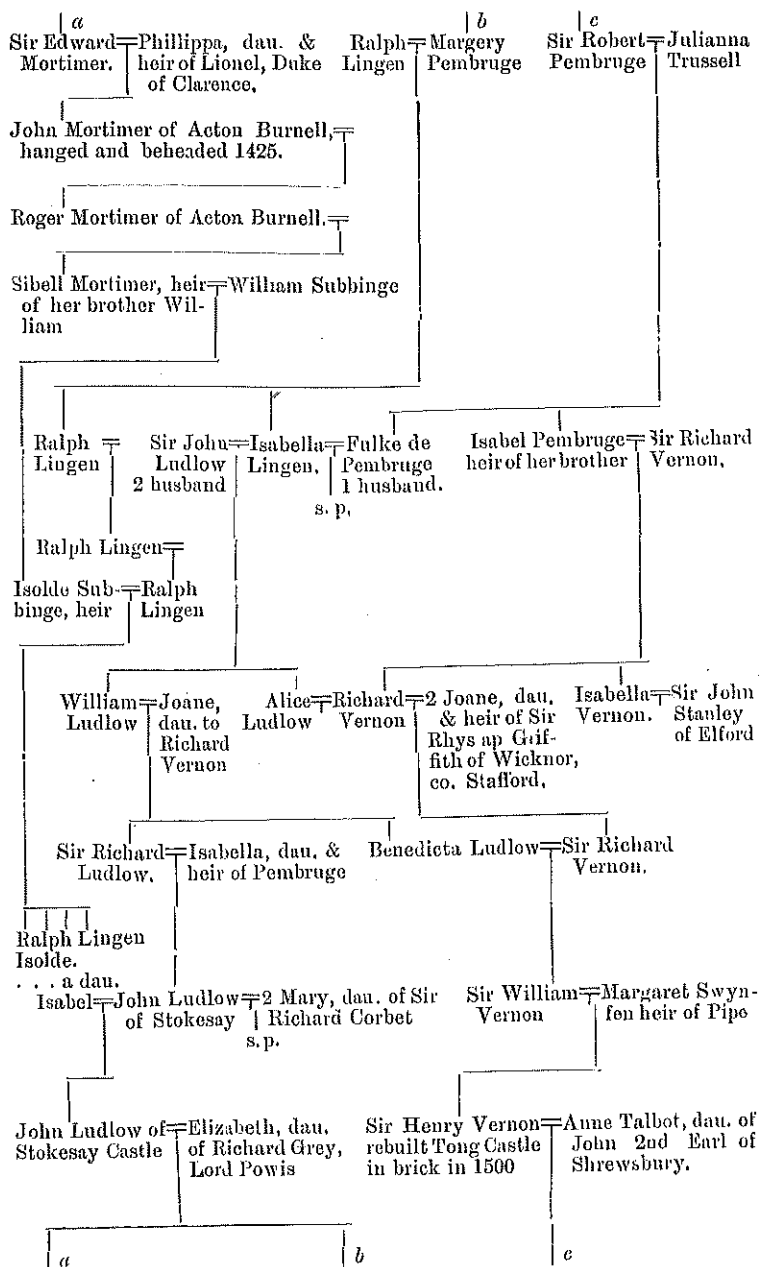 a
b
c
Sir Edward Phillippa, dau. &
Mortimer. heir of Lionel, Duke
of Clarence.
Ralph Margery
Lingen Pembruge
Sir Robert Julianna
Pembruge Trussell
John Mortimer of Acton Burnell,
hanged and beheaded 1425.
Roger Mortimer of Acton Burnell.
Sibell Mortimer, heir William Subbinge
of her brother Wil-
liam
Ralph
Lingen
Sir John Isabella Fulke de
Ludlow Lingen. Pembruge
2 husband 1 husband.
s. p.
Isabel Pembruge Sir Richard
heir of her brother Vernon.
Ralph Lingen
Isolde Sub- Ralph
binge, heir Lingen
William Joane,
Ludlow dau. to
Richard
Vernon
Alice Richard 2 Joane, dau.
Ludlow Vernon & heir of Sir
Rhys ap Grif-
fith of Wicknor,
co. Stafford.
Isabella Sir John
Vernon. Stanley
of Elford
Sir Richard Isabella, dau. &
Ludlow. heir of Pembruge
Benedicta Ludlow Sir Richard
Vernon.
Ralph Lingen
Isolde.
. . . a dau.
Isabel John Ludlow 2 Mary, dau. of Sir
of Stokesay Richard Corbet
s.p.
Sir William Margaret Swyn-
Vernon fen heir of Pipe
John Ludlow of Elizabeth, dau.
Stokesay Castle of Richard Grey,
Lord Powis
Sir Henry Vernon Anne Talbot, dau. of
rebuilt Tong Castle John 2nd Earl of
in brick in 1500 Shrewsbury.
a
b
c